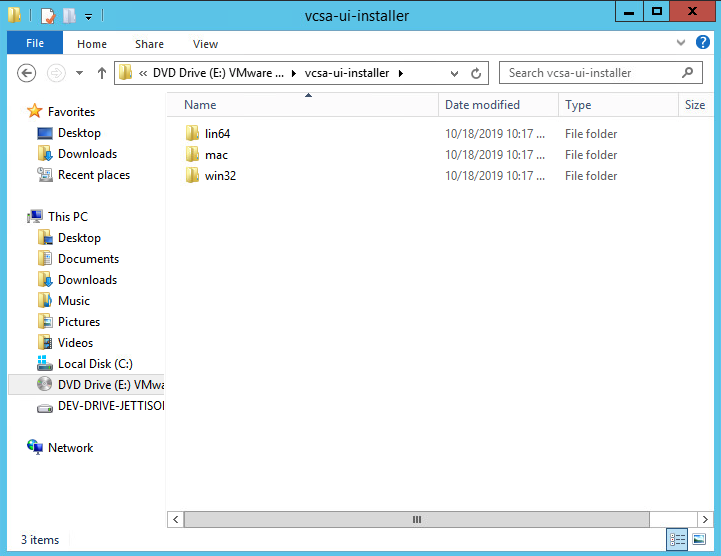 vcsa-ui-installer
File Home Share View
« DVD Drive (E:) VMware ... vcsa-ui-installer Search vcsa-ui-installer
Name Date modified Type Size
Favorites
Desktop
Downloads
Recent places
This PC
Desktop
Documents
Downloads
Music
Pictures
Videos
Local Disk (C:)
DVD Drive (E:) VMwa
DEV-DRIVE-JETTISO
Network
lin64 10/18/2019 10:17 ... File folder
mac 10/18/2019 10:17 ... File folder
win32 10/18/2019 10:17 ... File folder
3 items